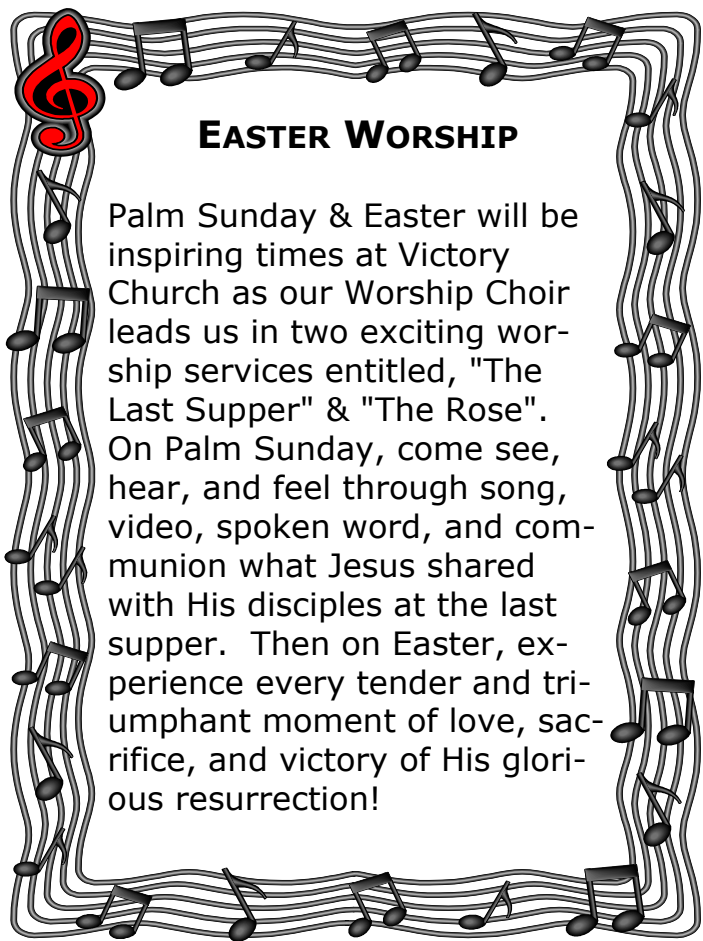 EASTER WORSHIP
Palm Sunday & Easter will be
inspiring times at Victory
Church as our Worship Choir
leads us in two exciting wor-
ship services entitled, "The
Last Supper" & "The Rose".
On Palm Sunday, come see,
hear, and feel through song,
video, spoken word, and com-
munion what Jesus shared
with His disciples at the last
supper.  Then on Easter, ex-
perience every tender and tri-
umphant moment of love, sac-
rifice, and victory of His glori-
ous resurrection!